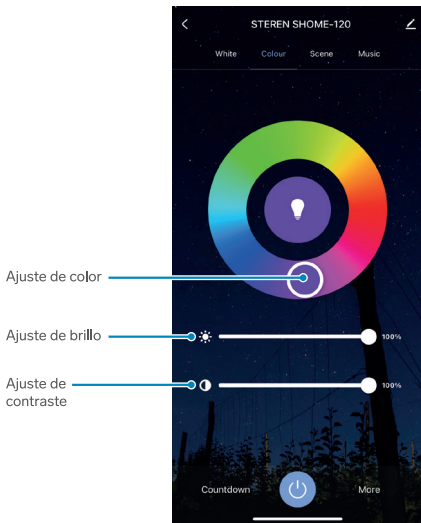 STEREN SHOME-120
White Colour Scene Music
Ajuste de color
Ajuste de brillo
100%
Ajuste de
contraste
100%
Countdown More